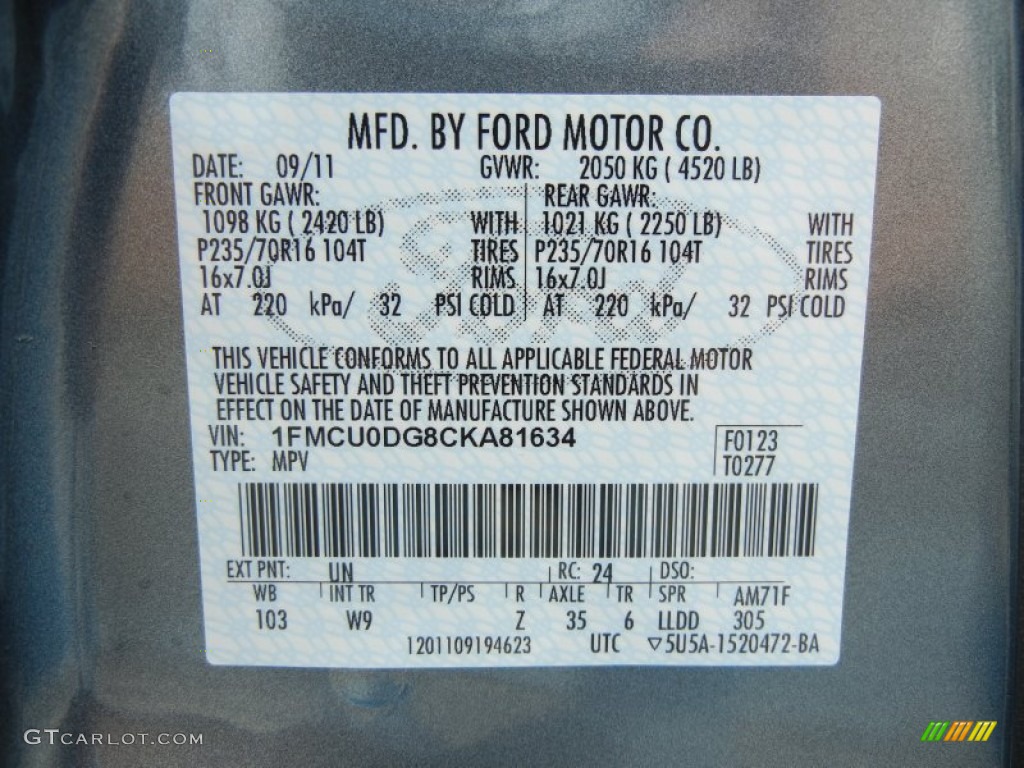 MFD. BY FORD MOTOR CO.
DATE: 09/11 GVWR: 2050 KG ( 4520 LB)
FRONT GAWR: REAR GAWR:
1098 KG ( 2420 LB) WITH 1021 KG ( 2250 LB) WITH
P235/70R16 104T TIRES P235/70R16 104T TIRES
16x7.0J RIMS 16x7.0J RIMS
AT 220 kPa/ 32 PSI COLD AT 220 kPa/ 32 PSI COLD
Ford
THIS VEHICLE CONFORMS TO ALL APPLICABLE FEDERAL MOTOR
VEHICLE SAFETY AND THEFT PREVENTION STANDARDS IN
EFFECT ON THE DATE OF MANUFACTURE SHOWN ABOVE.
VIN: 1FMCU0DG8CKA81634 F0123
TYPE: MPV T0277
EXT PNT: UN RC: 24 DSO:
WB INT TR TP/PS R AXLE TR SPR AM71F
103 W9 Z 35 6 LLDD 305
1201109194623 UTC ▽5U5A-1520472-BA
GTCARLOT.COM